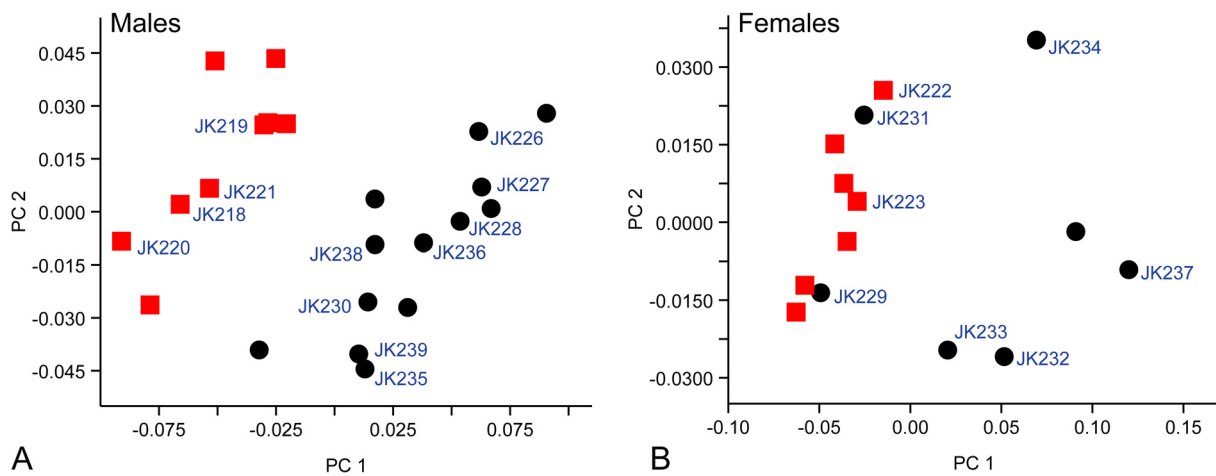 Males
0.045
0.030
0.015
0.000
-0.015
-0.030
-0.045
PC 2
JK219
JK221
JK218
JK220
JK226
JK227
JK228
JK236
JK238
JK230
JK239
JK235
-0.075
-0.025
0.025
0.075
PC 1
A
Females
0.0300
0.0150
0.0000
-0.0150
-0.0300
PC 2
JK234
JK222
JK231
JK223
JK237
JK229
JK233
JK232
-0.10
-0.05
0.00
0.05
0.10
0.15
PC 1
B